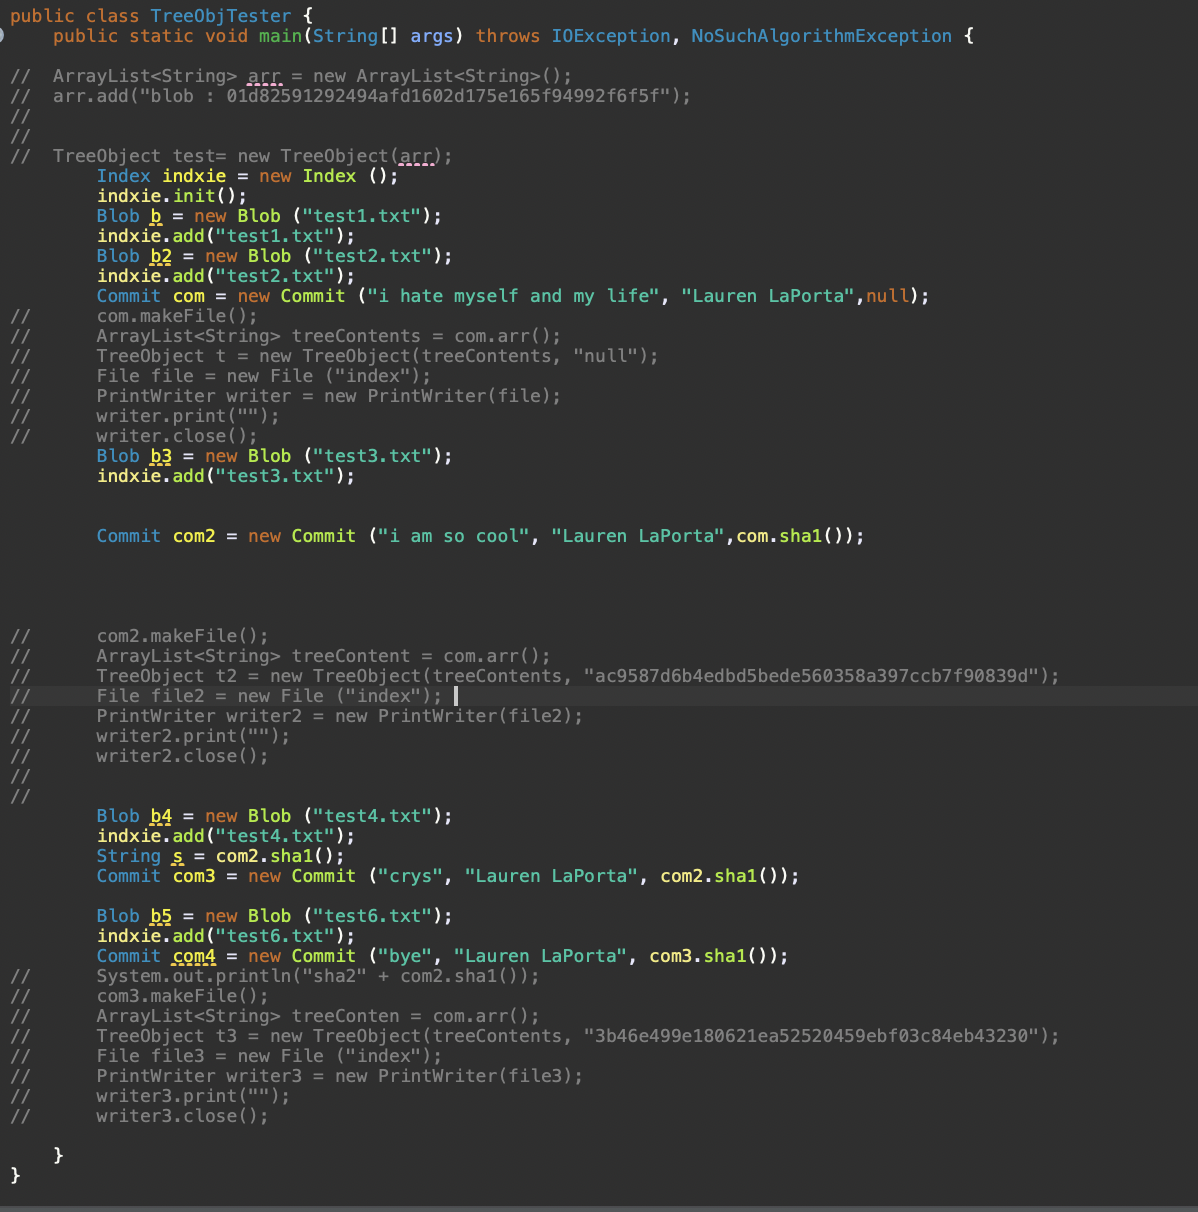 public class TreeObjTester {
    public static void main(String[] args) throws IOException, NoSuchAlgorithmException {
//  ArrayList<String> arr = new ArrayList<String>();
//  arr.add("blob : 01d82591292494afd1602d175e165f94992f6f5f");
//
//
//  TreeObject test= new TreeObject(arr);
        Index indxie = new Index ();
        indxie.init();
        Blob b = new Blob ("test1.txt");
        indxie.add("test1.txt");
        Blob b2 = new Blob ("test2.txt");
        indxie.add("test2.txt");
        Commit com = new Commit ("i hate myself and my life", "Lauren LaPorta",null);
//      com.makeFile();
//      ArrayList<String> treeContents = com.arr();
//      TreeObject t = new TreeObject(treeContents, "null");
//      File file = new File ("index");
//      PrintWriter writer = new PrintWriter(file);
//      writer.print("");
//      writer.close();
        Blob b3 = new Blob ("test3.txt");
        indxie.add("test3.txt");
        Commit com2 = new Commit ("i am so cool", "Lauren LaPorta",com.sha1());
//      com2.makeFile();
//      ArrayList<String> treeContent = com.arr();
//      TreeObject t2 = new TreeObject(treeContents, "ac9587d6b4edbd5bede560358a397ccb7f90839d");
//      File file2 = new File ("index");
//      PrintWriter writer2 = new PrintWriter(file2);
//      writer2.print("");
//      writer2.close();
//
//
        Blob b4 = new Blob ("test4.txt");
        indxie.add("test4.txt");
        String s = com2.sha1();
        Commit com3 = new Commit ("crys", "Lauren LaPorta", com2.sha1());
        Blob b5 = new Blob ("test6.txt");
        indxie.add("test6.txt");
        Commit com4 = new Commit ("bye", "Lauren LaPorta", com3.sha1());
//      System.out.println("sha2" + com2.sha1());
//      com3.makeFile();
//      ArrayList<String> treeConten = com.arr();
//      TreeObject t3 = new TreeObject(treeContents, "3b46e499e180621ea52520459ebf03c84eb43230");
//      File file3 = new File ("index");
//      PrintWriter writer3 = new PrintWriter(file3);
//      writer3.print("");
//      writer3.close();
    }
}